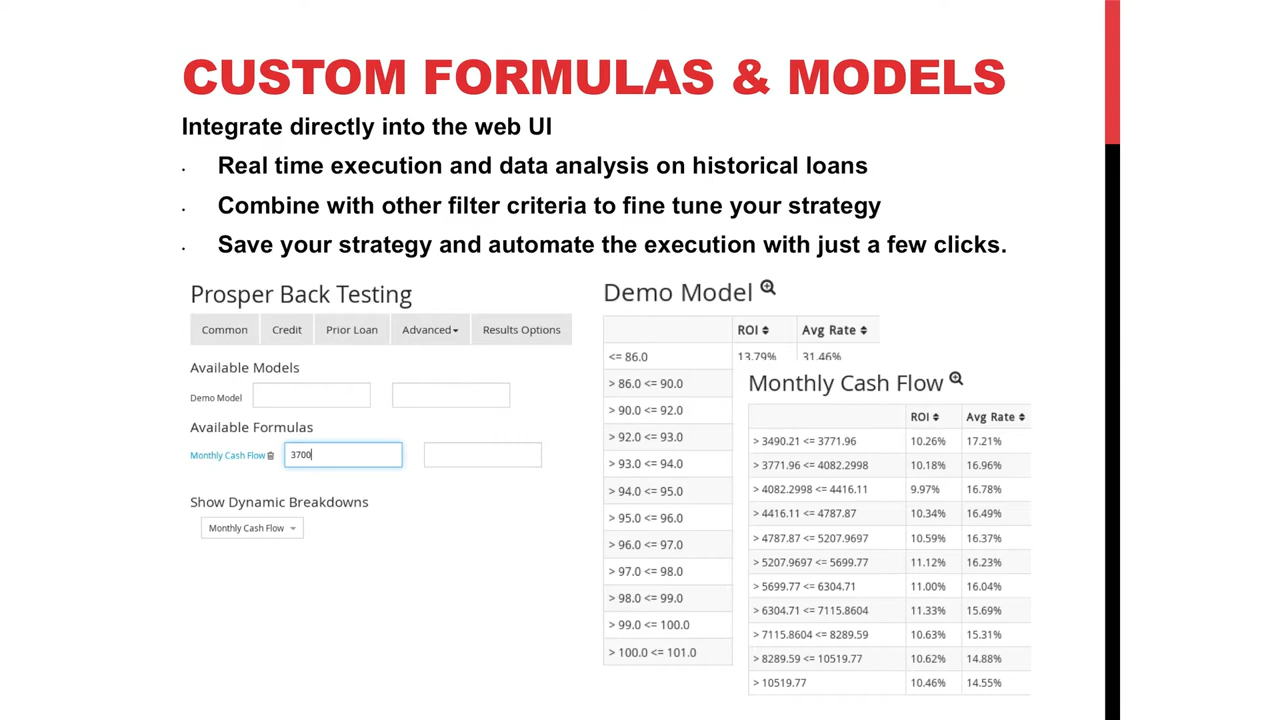 CUSTOM FORMULAS & MODELS
Integrate directly into the web UI
· Real time execution and data analysis on historical loans
· Combine with other filter criteria to fine tune your strategy
· Save your strategy and automate the execution with just a few clicks.
Prosper Back Testing
Common Credit Prior Loan Advanced Results Options
Available Models
Demo Model
Available Formulas
Monthly Cash Flow 3700
Show Dynamic Breakdowns
Monthly Cash Flow
Demo Model
ROI Avg Rate
<= 86.0 13.79% 31.46%
> 86.0 <= 90.0
> 90.0 <= 92.0
> 92.0 <= 93.0
> 93.0 <= 94.0
> 94.0 <= 95.0
> 95.0 <= 96.0
> 96.0 <= 97.0
> 97.0 <= 98.0
> 98.0 <= 99.0
> 99.0 <= 100.0
> 100.0 <= 101.0
Monthly Cash Flow
ROI Avg Rate
> 3490.21 <= 3771.96 10.26% 17.21%
> 3771.96 <= 4082.2998 10.18% 16.96%
> 4082.2998 <= 4416.11 9.97% 16.78%
> 4416.11 <= 4787.87 10.34% 16.49%
> 4787.87 <= 5207.9697 10.59% 16.37%
> 5207.9697 <= 5699.77 11.12% 16.23%
> 5699.77 <= 6304.71 11.00% 16.04%
> 6304.71 <= 7115.8604 11.33% 15.69%
> 7115.8604 <= 8289.59 10.63% 15.31%
> 8289.59 <= 10519.77 10.62% 14.88%
> 10519.77 10.46% 14.55%